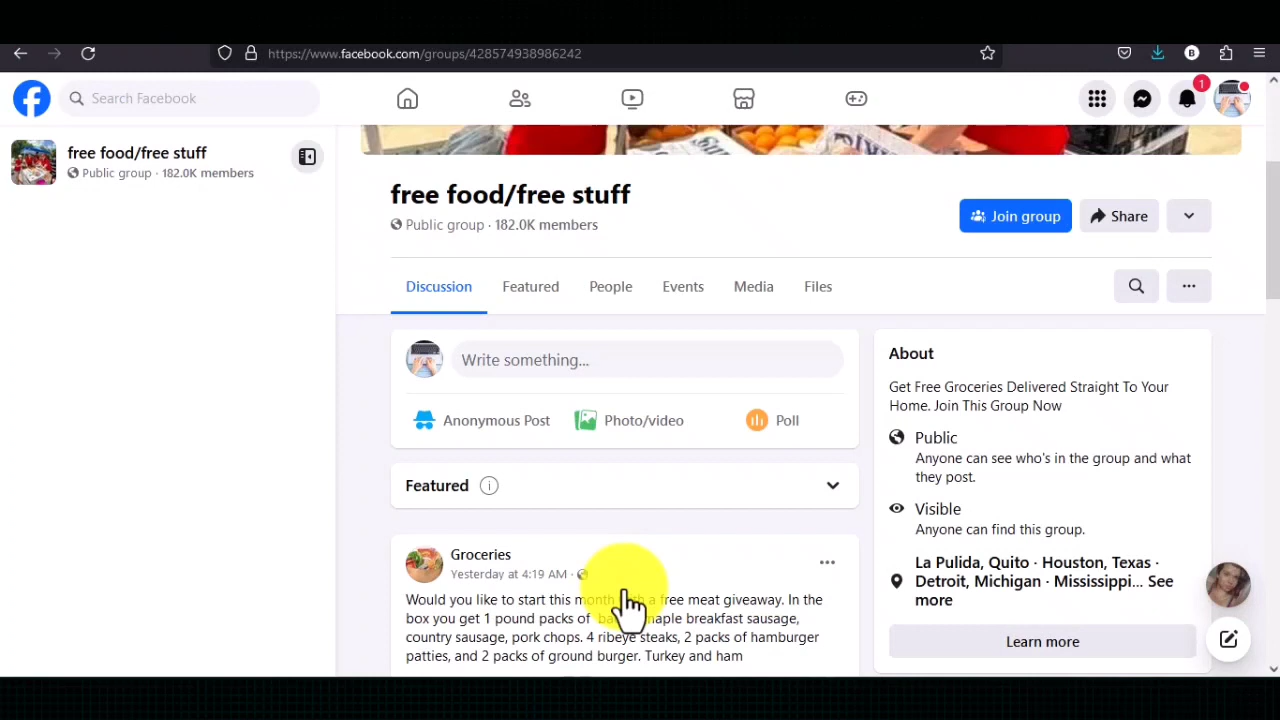 https://www.facebook.com/groups/428574938986242
B
Search Facebook
1
free food/free stuff
Public group · 182.0K members
free food/free stuff
Public group · 182.0K members
Join group
Share
Discussion
Featured
People
Events
Media
Files
Write something...
Anonymous Post
Photo/video
Poll
Featured
Groceries
Yesterday at 4:19 AM ·
Would you like to start this month a free meat giveaway. In the
box you get 1 pound packs of maple breakfast sausage,
country sausage, pork chops. 4 ribeye steaks, 2 packs of hamburger
patties, and 2 packs of ground burger. Turkey and ham
About
Get Free Groceries Delivered Straight To Your
Home. Join This Group Now
Public
Anyone can see who's in the group and what
they post.
Visible
Anyone can find this group.
La Pulida, Quito · Houston, Texas ·
Detroit, Michigan · Mississippi... See
more
Learn more